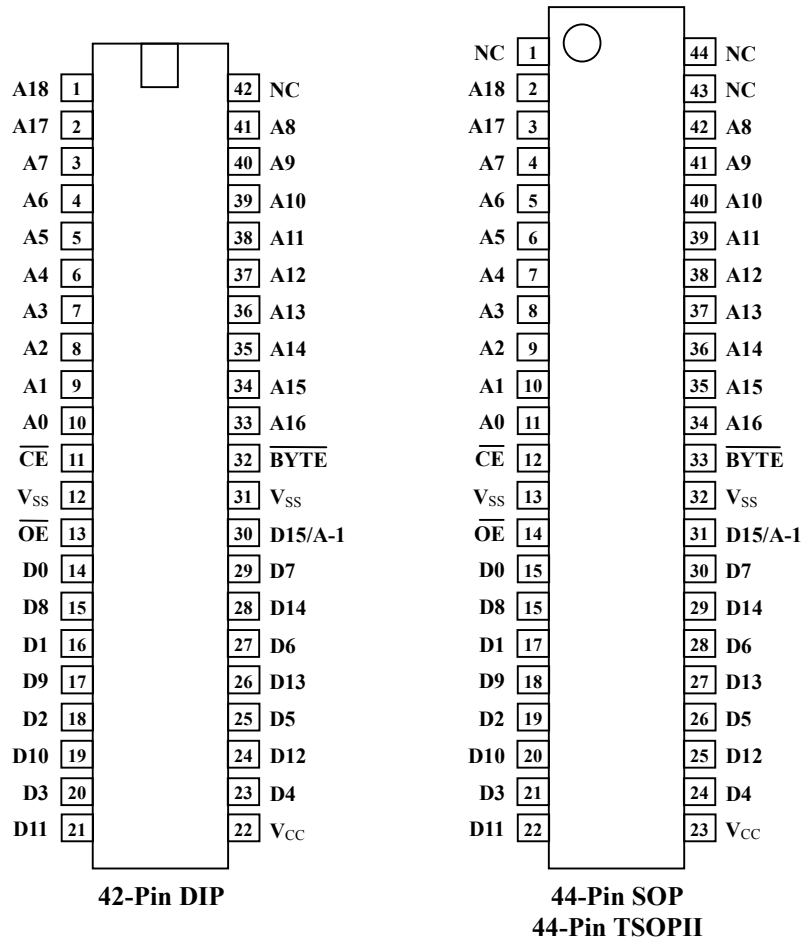 A18 1 42 NC
A17 2 41 A8
A7 3 40 A9
A6 4 39 A10
A5 5 38 A11
A4 6 37 A12
A3 7 36 A13
A2 8 35 A14
A1 9 34 A15
A0 10 33 A16
CE 11 32 BYTE
VSS 12 31 VSS
OE 13 30 D15/A-1
D0 14 29 D7
D8 15 28 D14
D1 16 27 D6
D9 17 26 D13
D2 18 25 D5
D10 19 24 D12
D3 20 23 D4
D11 21 22 VCC
42-Pin DIP
NC 1 44 NC
A18 2 43 NC
A17 3 42 A8
A7 4 41 A9
A6 5 40 A10
A5 6 39 A11
A4 7 38 A12
A3 8 37 A13
A2 9 36 A14
A1 10 35 A15
A0 11 34 A16
CE 12 33 BYTE
VSS 13 32 VSS
OE 14 31 D15/A-1
D0 15 30 D7
D8 15 29 D14
D1 17 28 D6
D9 18 27 D13
D2 19 26 D5
D10 20 25 D12
D3 21 24 D4
D11 22 23 VCC
44-Pin SOP
44-Pin TSOPII